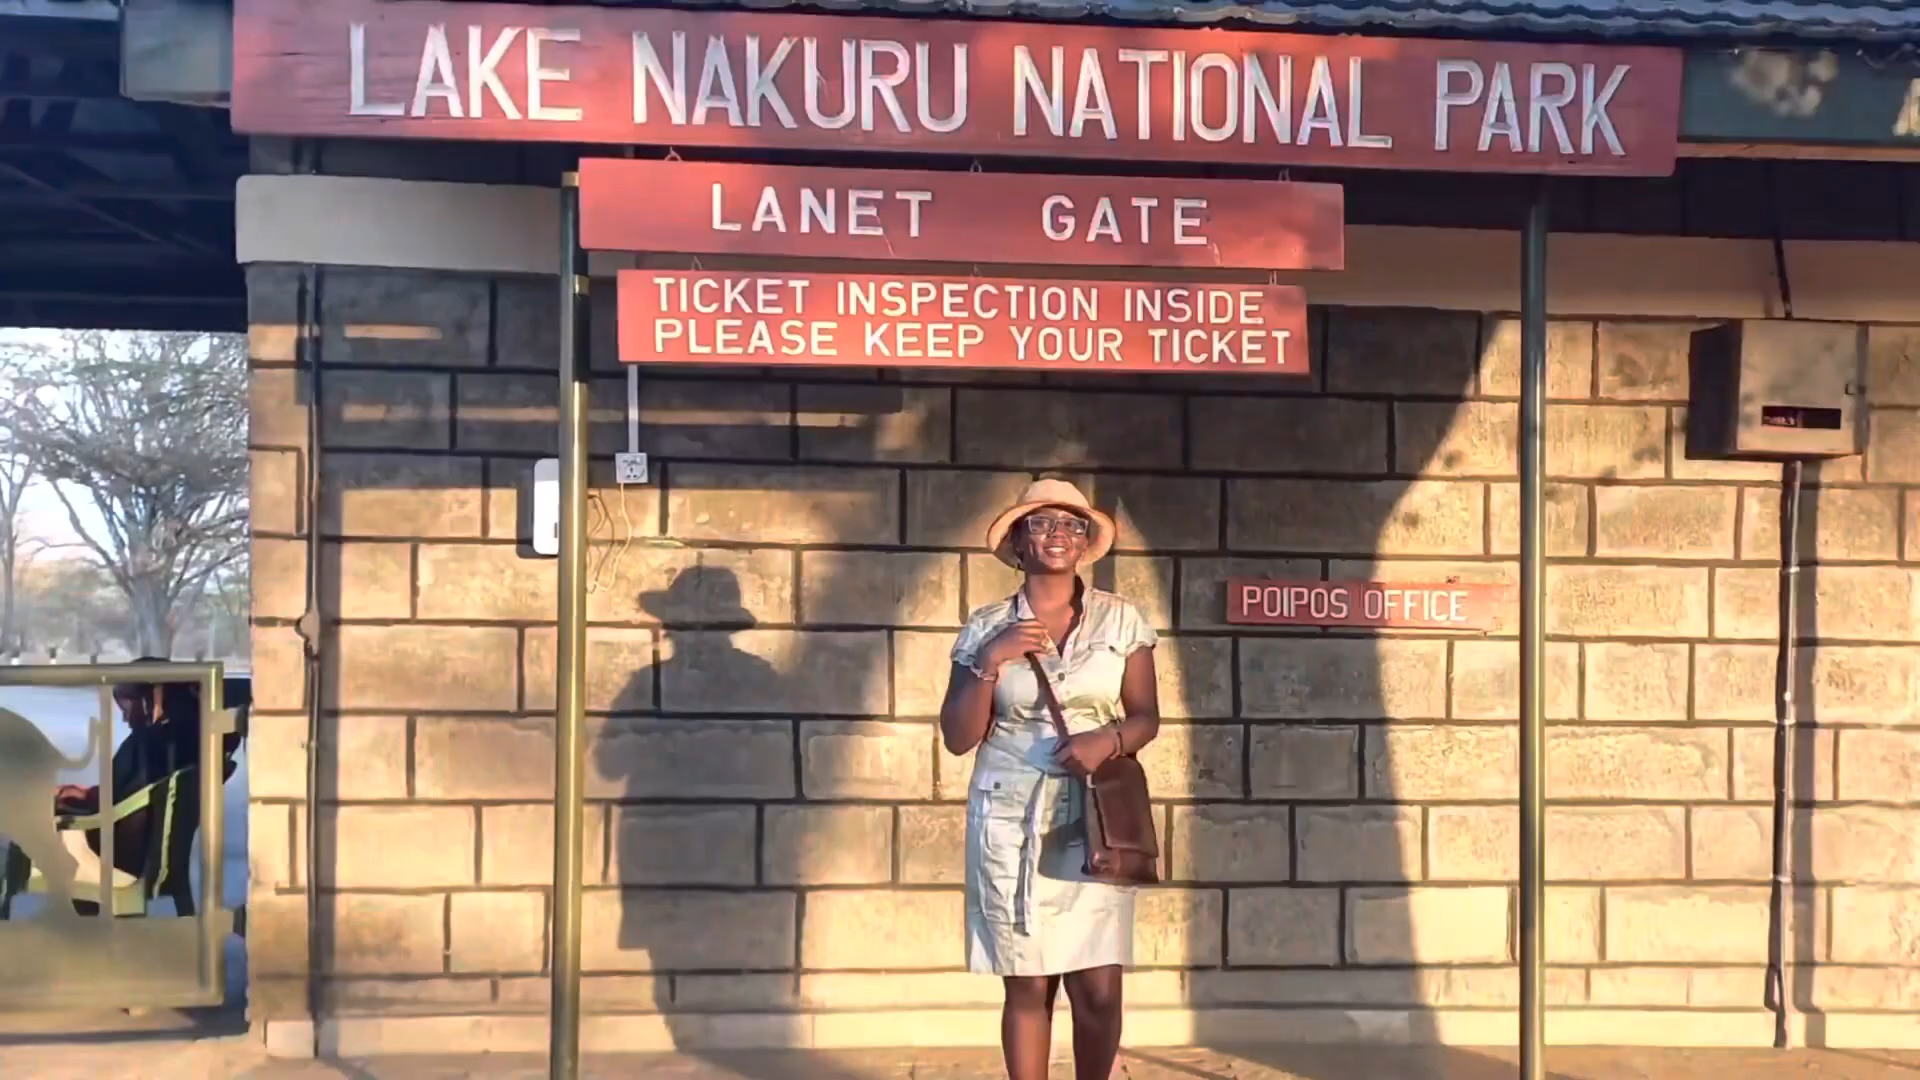 LAKE NAKURU NATIONAL PARK
LANET GATE
TICKET INSPECTION INSIDE
PLEASE KEEP YOUR TICKET
POIPOS OFFICE